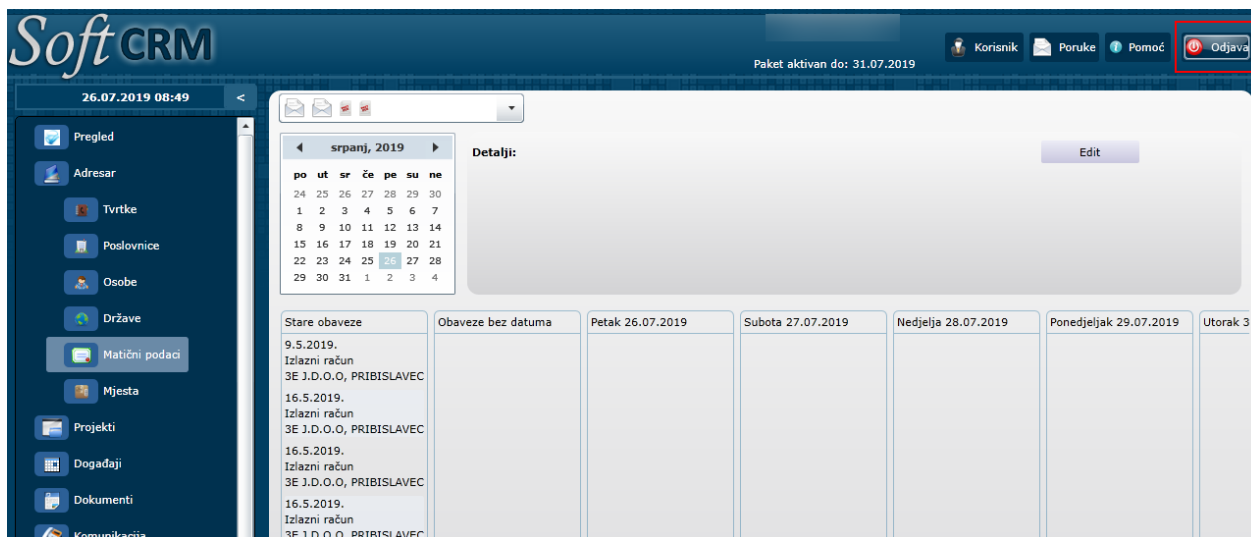 Soft CRM
Paket aktivan do: 31.07.2019
Korisnik
Poruke
Pomoć
Odjava
26.07.2019 08:49 <
Pregled
Adresar
Tvrtke
Poslovnice
Osobe
Države
Matični podaci
Mjesta
Projekti
Događaji
Dokumenti
Komunikacija
srpanj, 2019
po ut sr če pe su ne
24 25 26 27 28 29 30
1 2 3 4 5 6 7
8 9 10 11 12 13 14
15 16 17 18 19 20 21
22 23 24 25 26 27 28
29 30 31 1 2 3 4
Detalji:
Edit
Stare obaveze
9.5.2019.
Izlazni račun
3E J.D.O.O, PRIBISLAVEC
16.5.2019.
Izlazni račun
3E J.D.O.O, PRIBISLAVEC
16.5.2019.
Izlazni račun
3E J.D.O.O, PRIBISLAVEC
16.5.2019.
Izlazni račun
3E J.D.O.O, PRIBISLAVEC
Obaveze bez datuma
Petak 26.07.2019
Subota 27.07.2019
Nedjelja 28.07.2019
Ponedjeljak 29.07.2019
Utorak 3